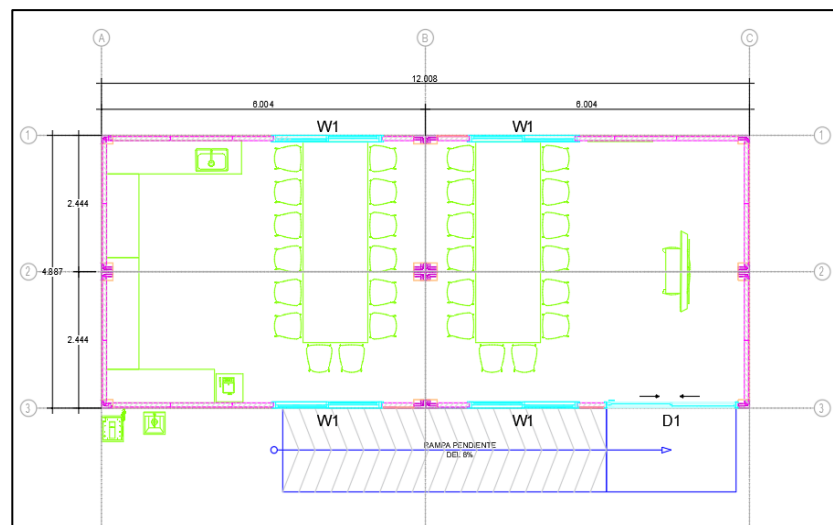 A
B
C
12.008
6.004
6.004
W1
W1
1
1
2.444
4.887
2
2
2.444
3
3
W1
W1
D1
RAMPA PENDIENTE
DEL 8%